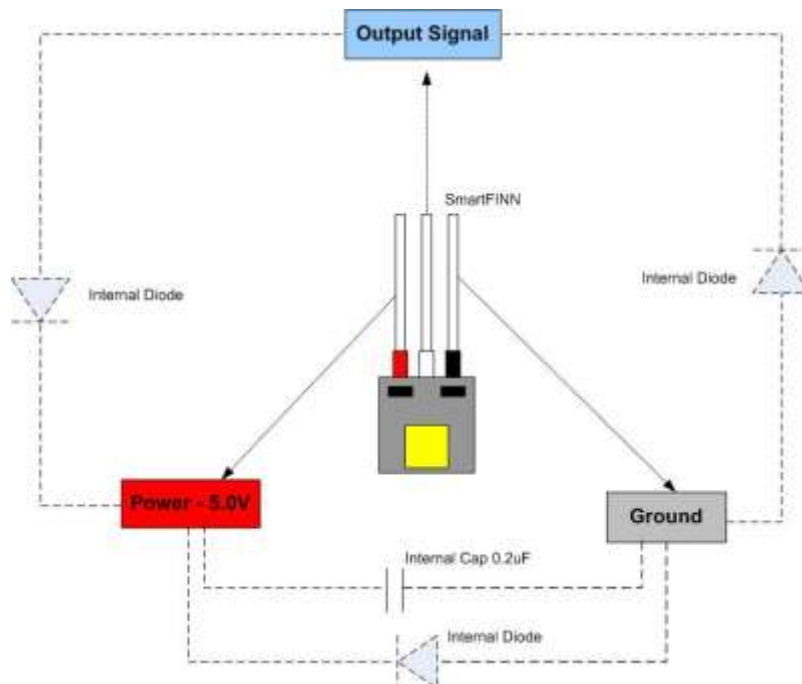 Output Signal
SmartFINN
Internal Diode
Internal Diode
Power - 5.0V
Ground
Internal Cap 0.2uF
Internal Diode